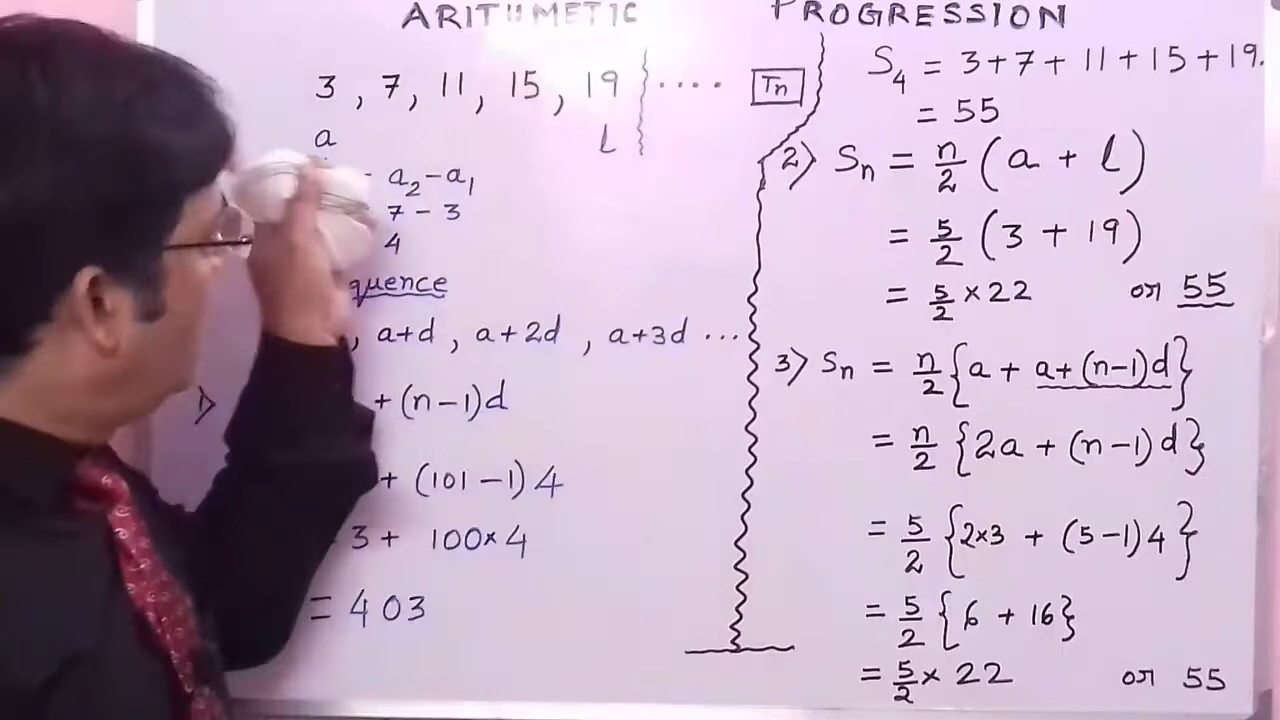 ARITHMETIC PROGRESSION
3, 7, 11, 15, 19 .... Tn
a l
- a₂-a₁
7 - 3
4
quence
, a+d, a+2d, a+3d ...
1) + (n-1)d
+ (101-1)4
3 + 100×4
= 403
S₄ = 3+7+11+15+19.
= 55
2) Sn = n/2 (a + l)
= 5/2 (3 + 19)
= 5/2 × 22 or 55
3) Sn = n/2 {a + a+(n-1)d}
= n/2 {2a + (n-1)d}
= 5/2 {2×3 + (5-1)4}
= 5/2 {6 + 16}
= 5/2 × 22 or 55